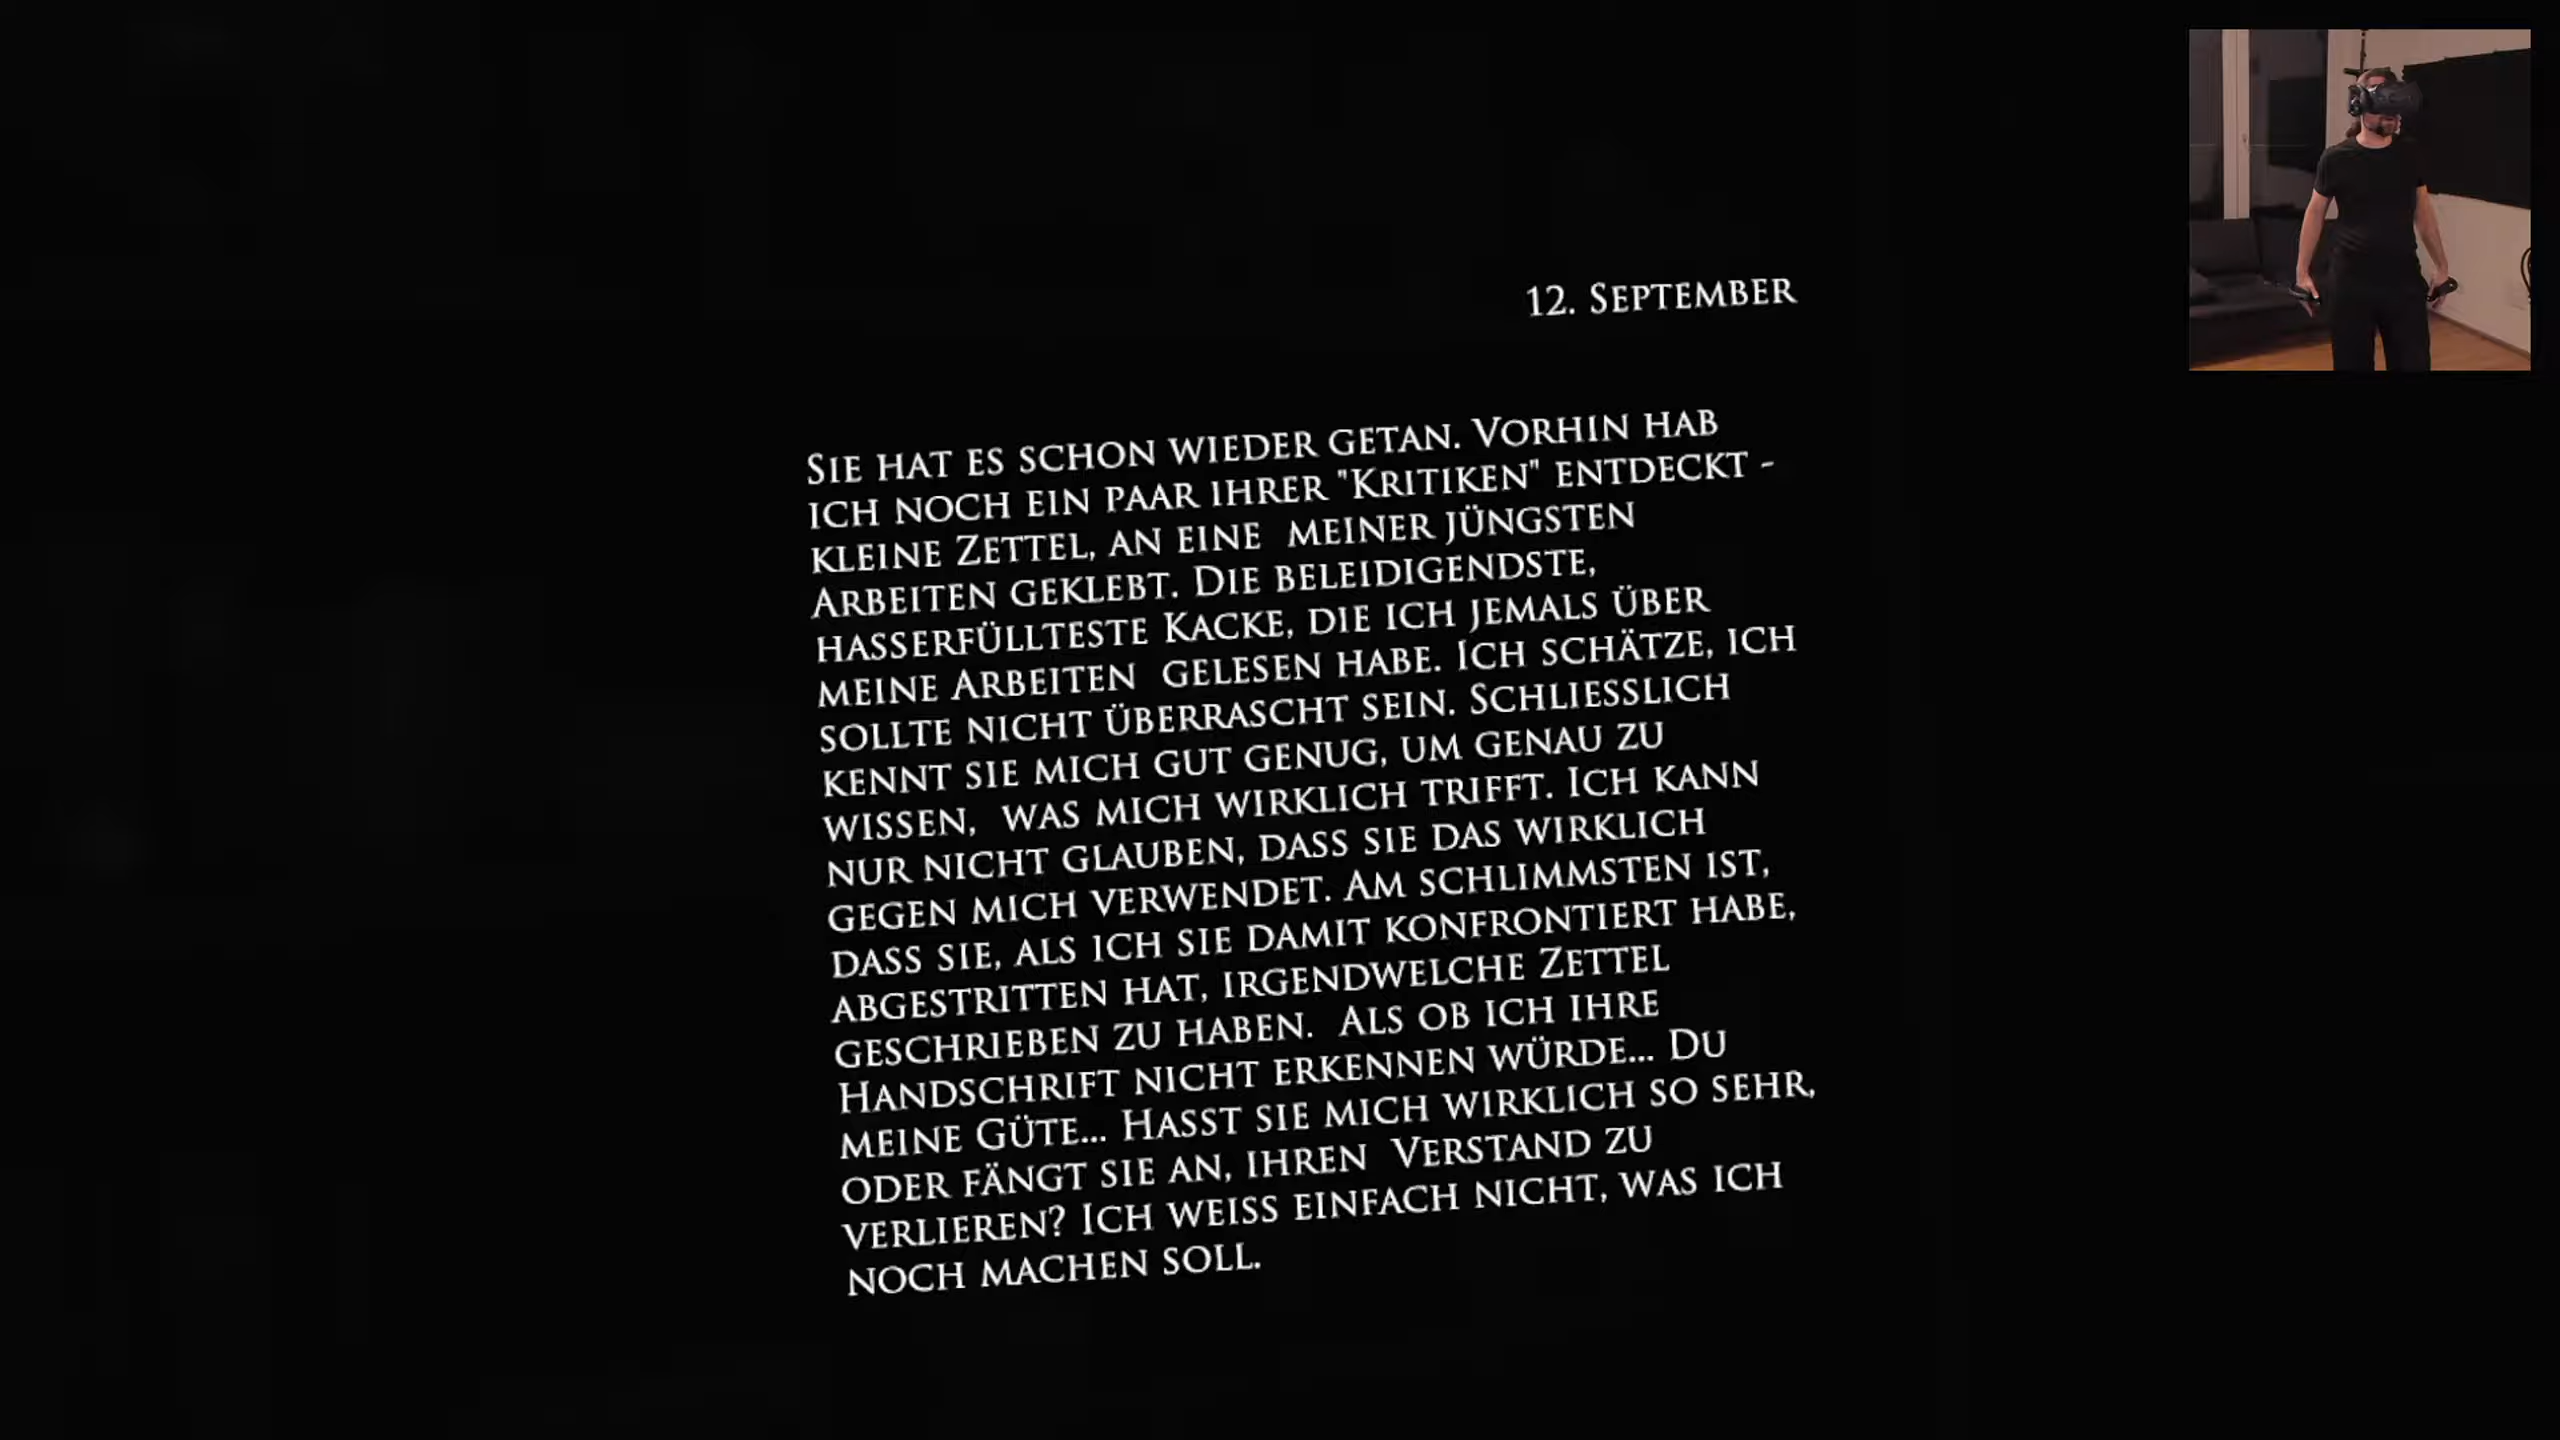 12. September
Sie hat es schon wieder getan. Vorhin hab
ich noch ein paar ihrer "Kritiken" entdeckt -
kleine Zettel, an eine  meiner jüngsten
Arbeiten geklebt. Die beleidigendste,
hasserfüllteste Kacke, die ich jemals über
meine Arbeiten  gelesen habe. Ich schätze, ich
sollte nicht überrascht sein. Schliesslich
kennt sie mich gut genug, um genau zu
wissen,  was mich wirklich trifft. Ich kann
nur nicht glauben, dass sie das wirklich
gegen mich verwendet. Am schlimmsten ist,
dass sie, als ich sie damit konfrontiert habe,
abgestritten hat, irgendwelche Zettel
geschrieben zu haben.  Als ob ich ihre
Handschrift nicht erkennen würde... Du
meine Güte... Hasst sie mich wirklich so sehr,
oder fängt sie an, ihren  Verstand zu
verlieren? Ich weiss einfach nicht, was ich
noch machen soll.